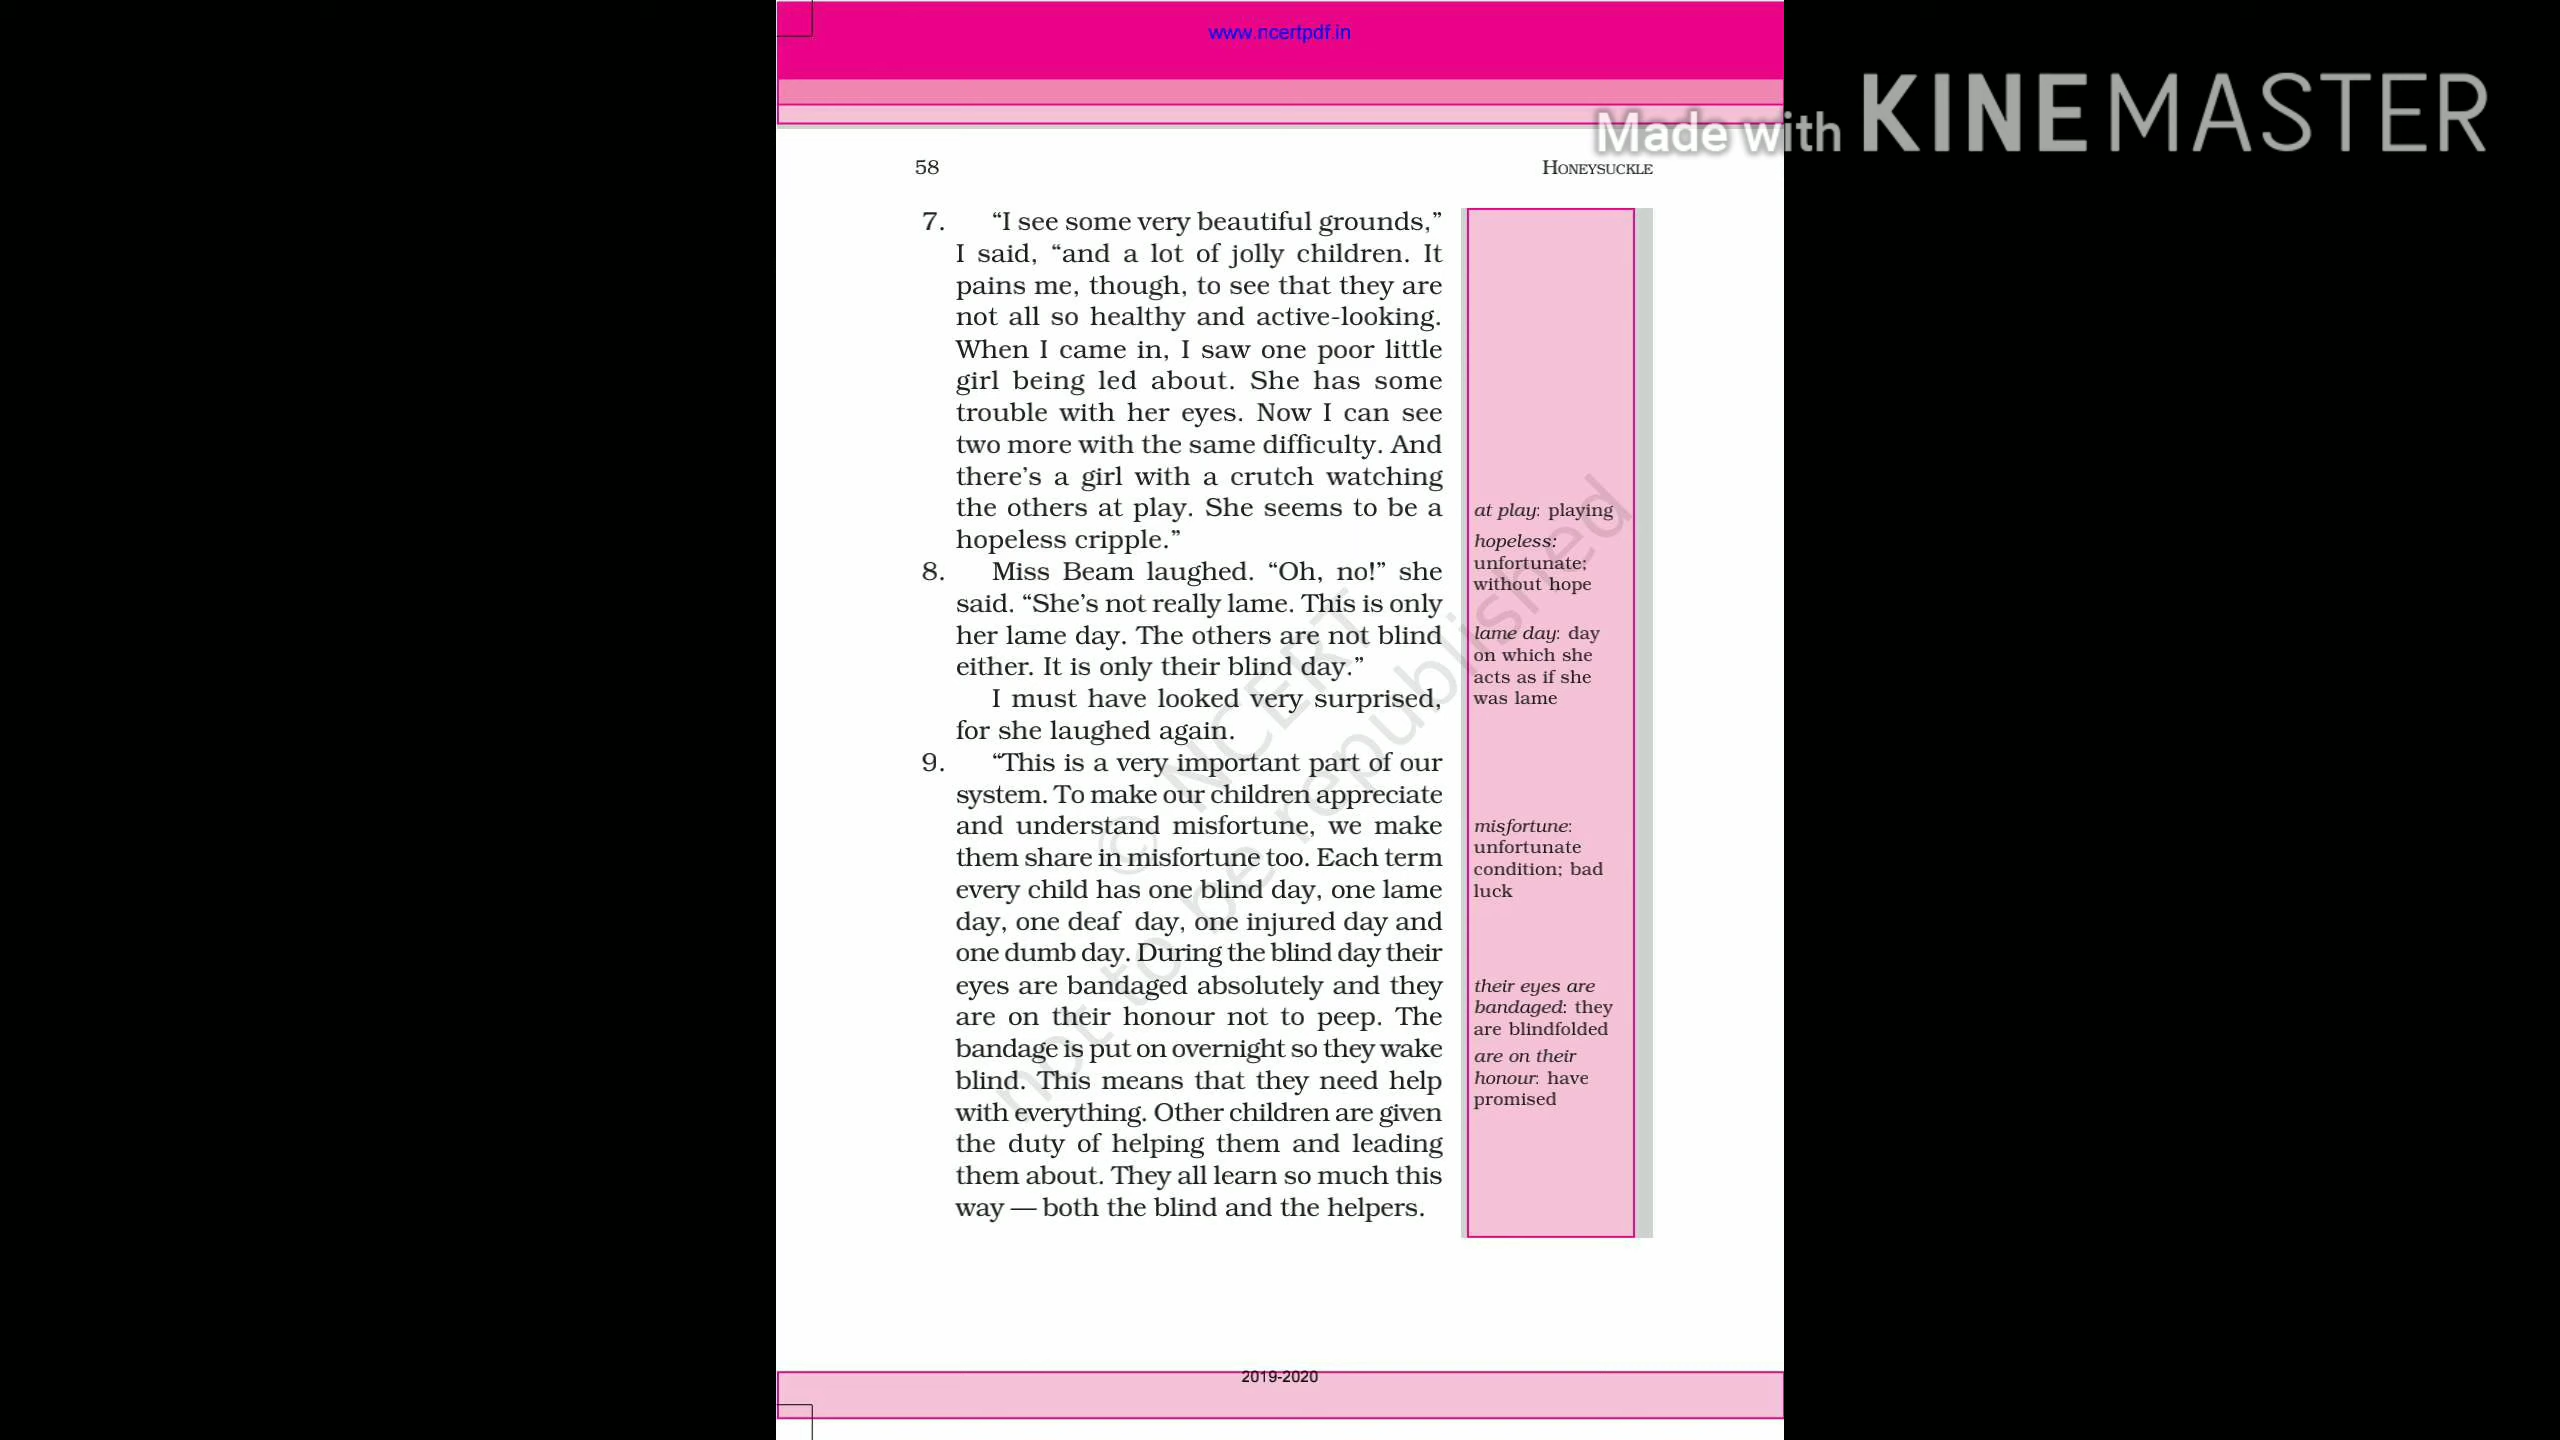 www.ncertpdf.in
Made with KINEMASTER
58
HONEYSUCKLE
7. “I see some very beautiful grounds,”
I said, “and a lot of jolly children. It
pains me, though, to see that they are
not all so healthy and active-looking.
When I came in, I saw one poor little
girl being led about. She has some
trouble with her eyes. Now I can see
two more with the same difficulty. And
there’s a girl with a crutch watching
the others at play. She seems to be a
hopeless cripple.”
8. Miss Beam laughed. “Oh, no!” she
said. “She’s not really lame. This is only
her lame day. The others are not blind
either. It is only their blind day.”
I must have looked very surprised,
for she laughed again.
9. “This is a very important part of our
system. To make our children appreciate
and understand misfortune, we make
them share in misfortune too. Each term
every child has one blind day, one lame
day, one deaf day, one injured day and
one dumb day. During the blind day their
eyes are bandaged absolutely and they
are on their honour not to peep. The
bandage is put on overnight so they wake
blind. This means that they need help
with everything. Other children are given
the duty of helping them and leading
them about. They all learn so much this
way — both the blind and the helpers.
at play: playing
hopeless:
unfortunate;
without hope
lame day: day
on which she
acts as if she
was lame
misfortune:
unfortunate
condition; bad
luck
their eyes are
bandaged: they
are blindfolded
are on their
honour: have
promised
© NCERT
not to be republished
2019-2020